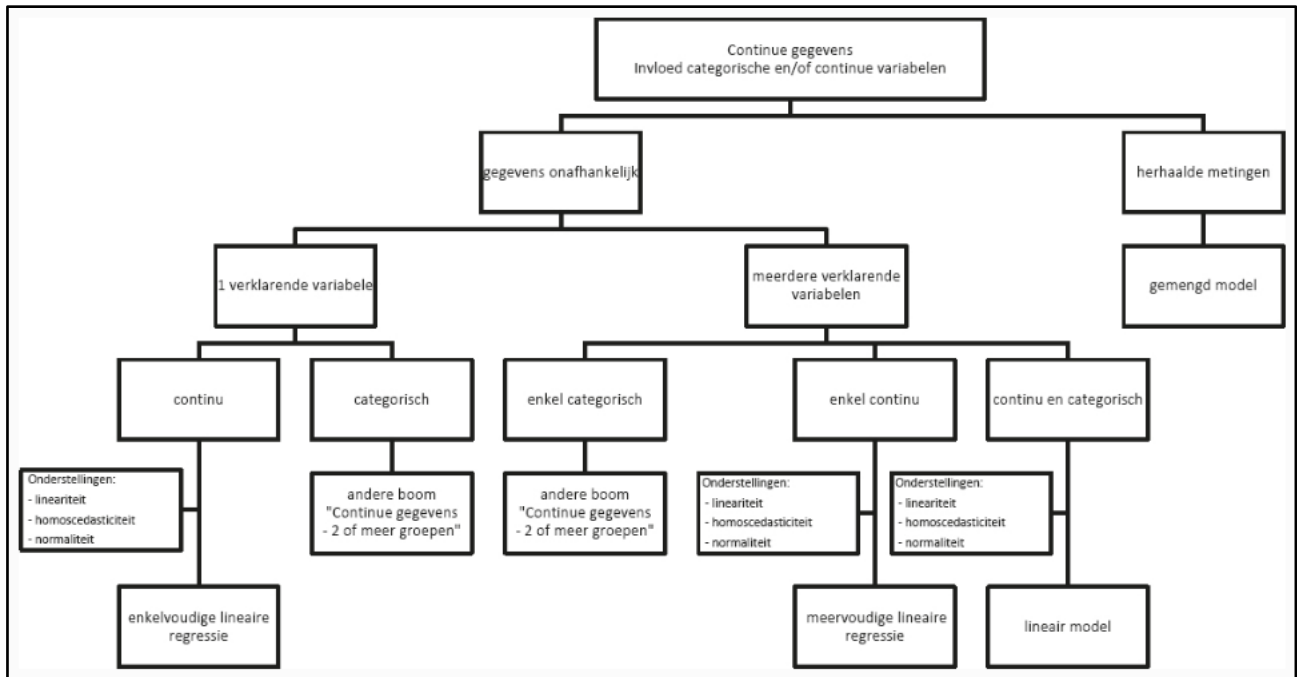 Continue gegevens
Invloed categorische en/of continue variabelen
gegevens onafhankelijk
herhaalde metingen
1 verklarende variabele
meerdere verklarende
variabelen
gemengd model
continu
categorisch
enkel categorisch
enkel continu
continu en categorisch
Onderstellingen:
- lineariteit
- homoscedasticiteit
- normaliteit
andere boom
"Continue gegevens
- 2 of meer groepen"
andere boom
"Continue gegevens
- 2 of meer groepen"
Onderstellingen:
- lineariteit
- homoscedasticiteit
- normaliteit
Onderstellingen:
- lineariteit
- homoscedasticiteit
- normaliteit
enkelvoudige lineaire
regressie
meervoudige lineaire
regressie
lineair model